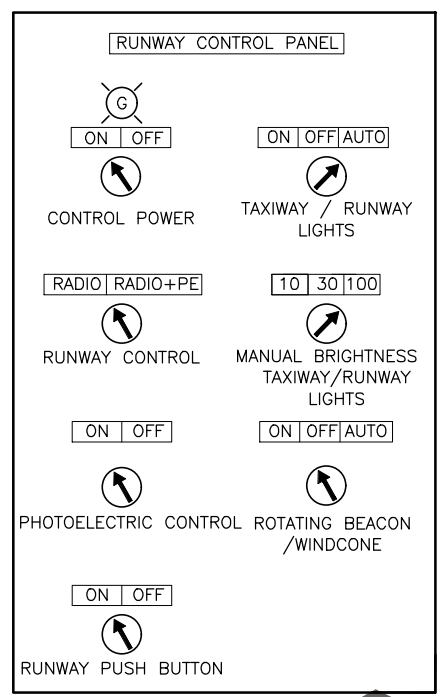 RUNWAY CONTROL PANEL
G
ON OFF
CONTROL POWER
ON OFF AUTO
TAXIWAY / RUNWAY
LIGHTS
RADIO RADIO+PE
RUNWAY CONTROL
10 30 100
MANUAL BRIGHTNESS
TAXIWAY/RUNWAY
LIGHTS
ON OFF
PHOTOELECTRIC CONTROL
ON OFF AUTO
ROTATING BEACON
/WINDCONE
ON OFF
RUNWAY PUSH BUTTON